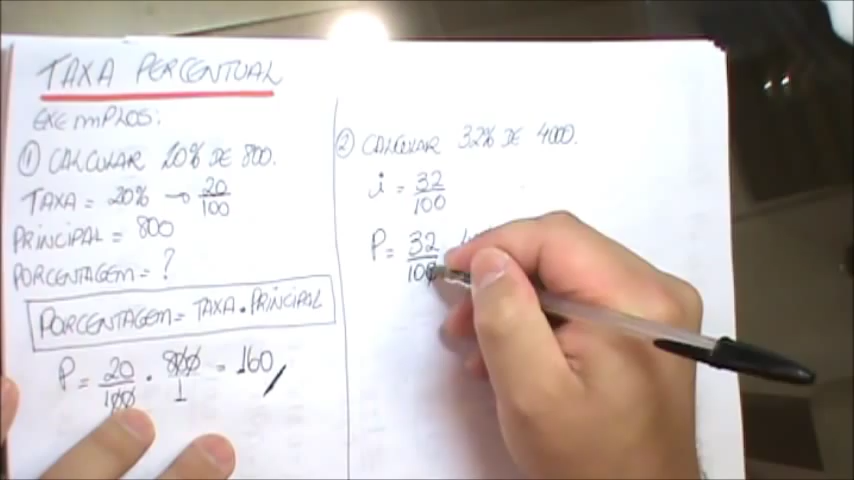 TAXA PERCENTUAL
EXEMPLOS:
① CALCULAR 20% DE 800.
TAXA = 20% → 20/100
PRINCIPAL = 800
PORCENTAGEM = ?
PORCENTAGEM = TAXA . PRINCIPAL
P = 20/100 . 800/1 = 160
② CALCULAR 32% DE 4000.
i = 32/100
P = 32/100